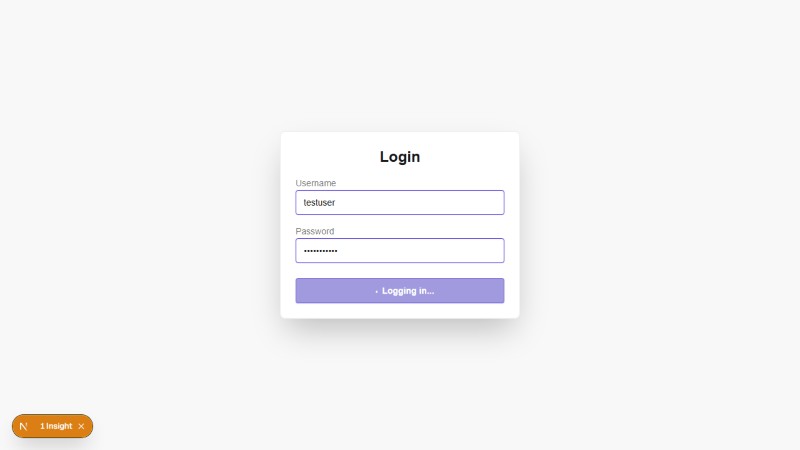 Login
Username
testuser
Password
•••••••••••
Logging in...
N 1 Insight